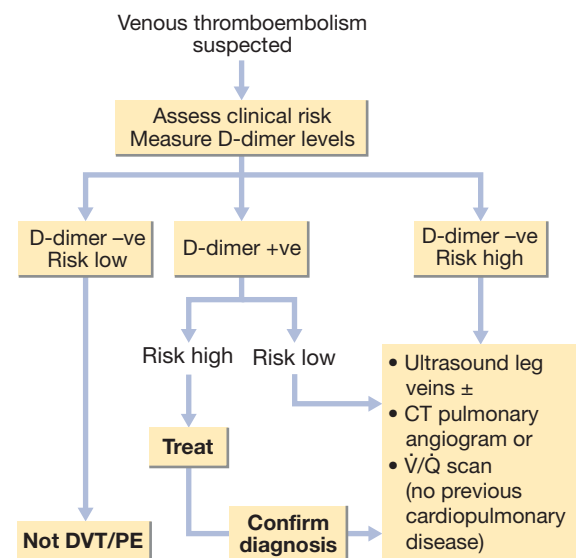 Venous thromboembolism
suspected
Assess clinical risk
Measure D-dimer levels
D-dimer –ve
Risk low
D-dimer +ve
D-dimer –ve
Risk high
Risk high
Risk low
• Ultrasound leg
veins ±
• CT pulmonary
angiogram or
• V̇/Q̇ scan
(no previous
cardiopulmonary
disease)
Treat
Confirm
diagnosis
Not DVT/PE